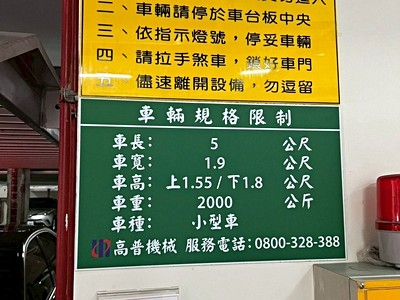 二、車輛請停於車台板中央
三、依指示燈號，停妥車輛
四、請拉手煞車，鎖好車門
五、儘速離開設備，勿逗留
車輛規格限制
車長： 5 公尺
車寬： 1.9 公尺
車高： 上1.55 / 下1.8 公尺
車重： 2000 公斤
車種： 小型車
高普機械 服務電話：0800-328-388